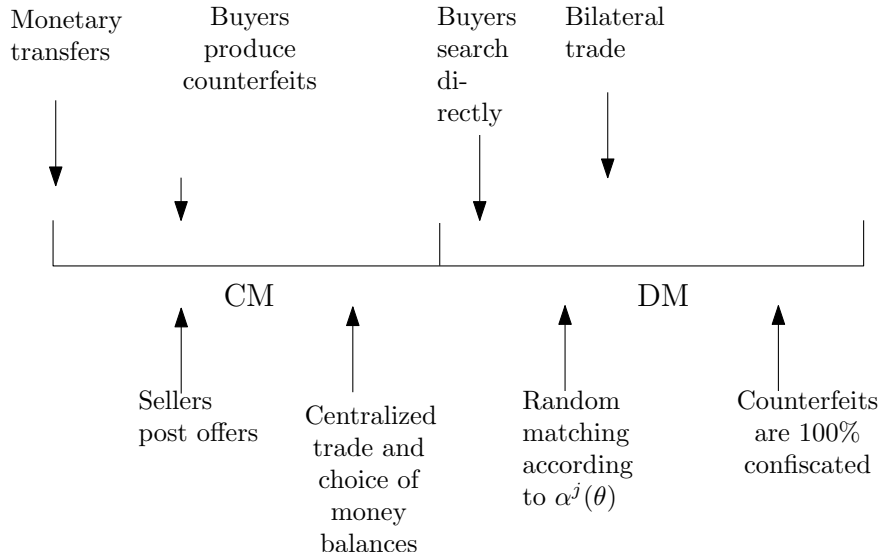 Monetary
transfers
Buyers
produce
counterfeits
Buyers
search
di-
rectly
Bilateral
trade
CM
DM
Sellers
post offers
Centralized
trade and
choice of
money
balances
Random
matching
according
to α^j(θ)
Counterfeits
are 100%
confiscated